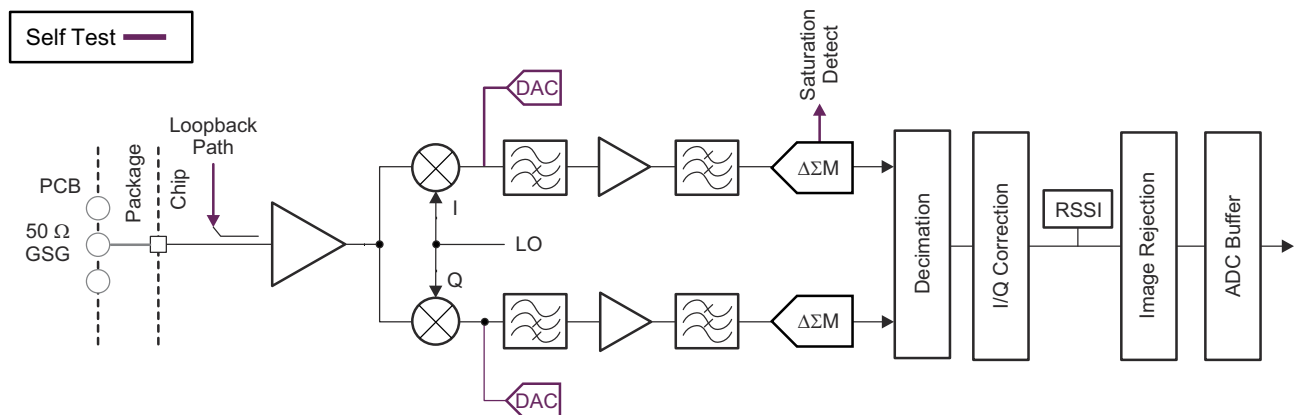 Self Test
DAC
Saturation
Detect
Loopback
Path
PCB
Package
Chip
50 Ω
GSG
I
LO
Q
ΔΣM
ΔΣM
DAC
Decimation
I/Q Correction
RSSI
Image Rejection
ADC Buffer